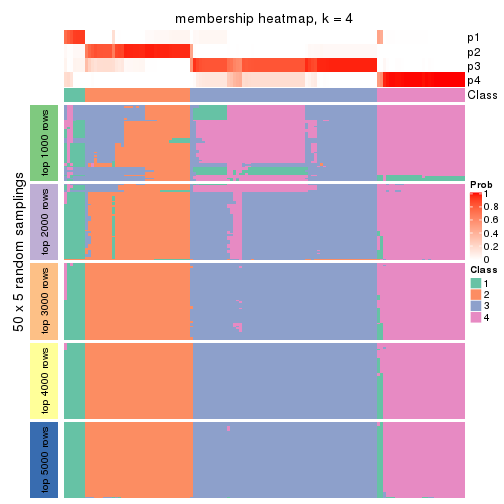 membership heatmap, k = 4
p1
p2
p3
p4
Class
50 x 5 random samplings
top 1000 rows
top 2000 rows
top 3000 rows
top 4000 rows
top 5000 rows
Prob
1
0.8
0.6
0.4
0.2
0
Class
1
2
3
4